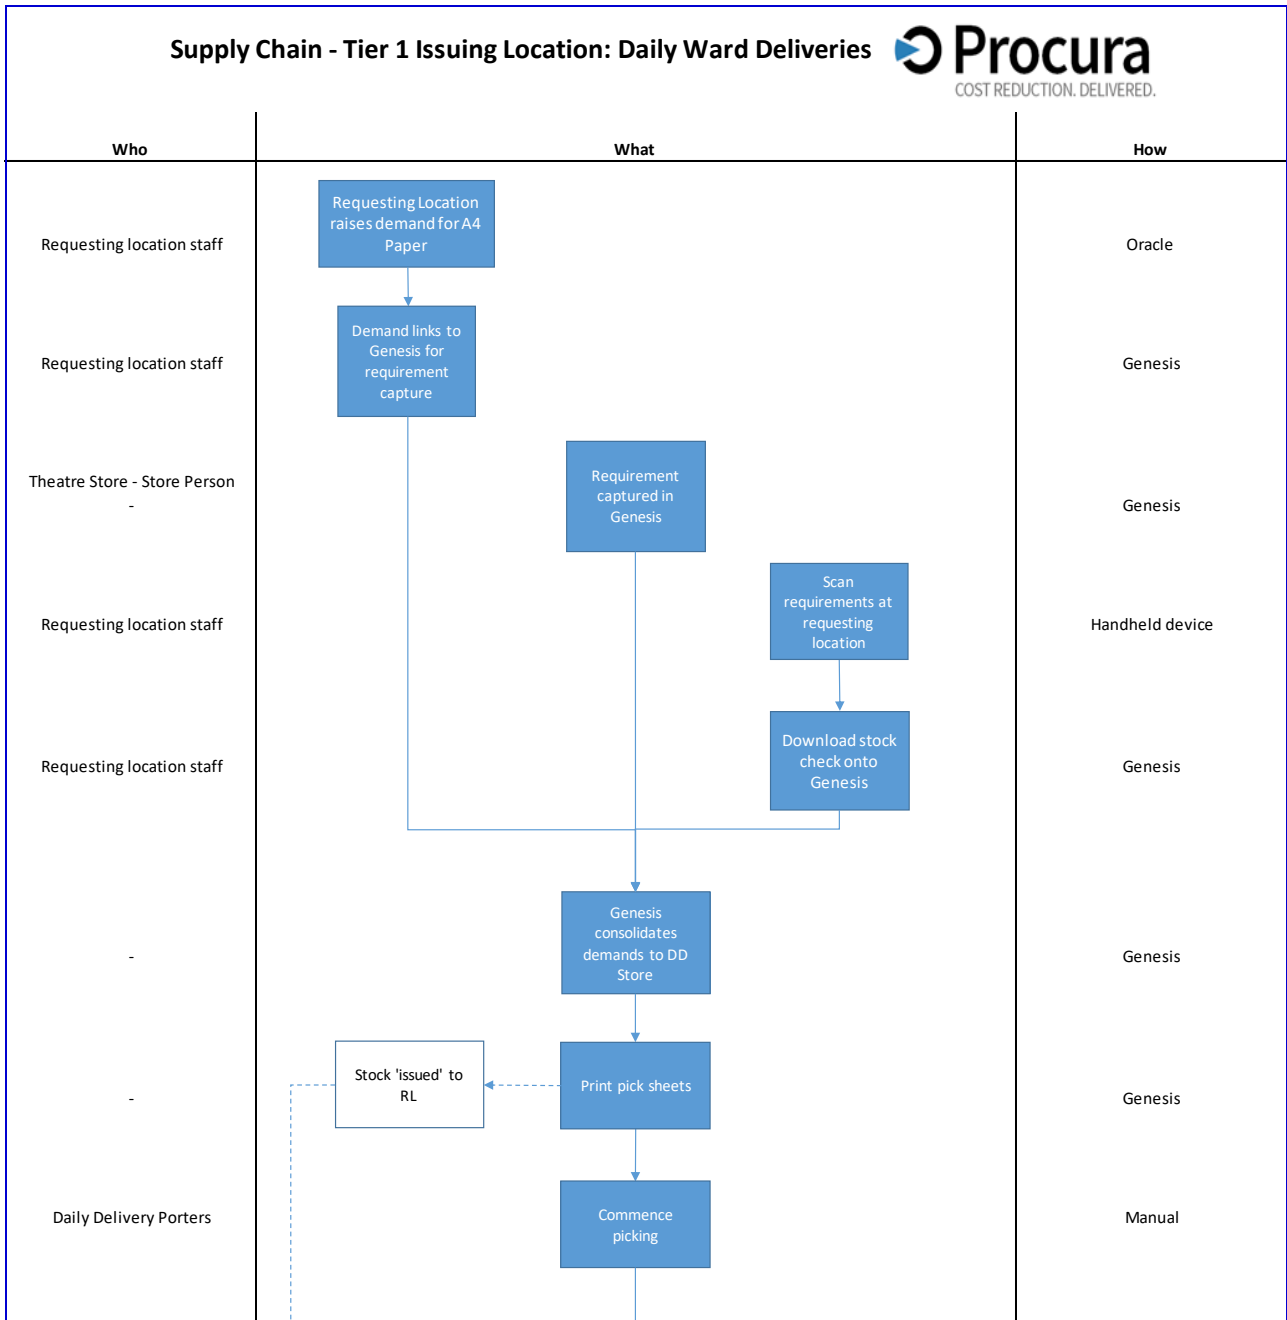 Supply Chain - Tier 1 Issuing Location: Daily Ward Deliveries
Procura
COST REDUCTION. DELIVERED.
Who
What
How
Requesting location staff
Requesting Location
raises demand for A4
Paper
Oracle
Requesting location staff
Demand links to
Genesis for
requirement
capture
Genesis
Theatre Store - Store Person
-
Requirement
captured in
Genesis
Genesis
Requesting location staff
Scan
requirements at
requesting
location
Handheld device
Requesting location staff
Download stock
check onto
Genesis
Genesis
-
Genesis
consolidates
demands to DD
Store
Genesis
-
Stock 'issued' to
RL
Print pick sheets
Genesis
Daily Delivery Porters
Commence
picking
Manual